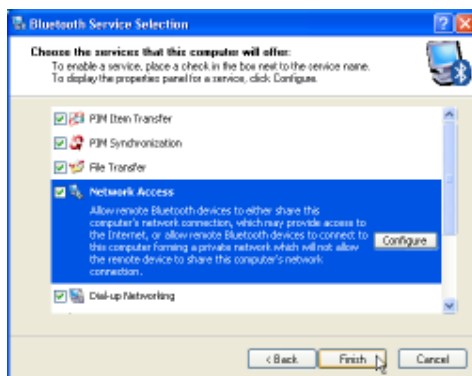 Bluetooth Service Selection
Choose the services that this computer will offer:
To enable a service, place a check in the box next to the service name.
To display the properties panel for a service, click Configure.
PIM Item Transfer
PIM Synchronization
File Transfer
Network Access
Allow remote Bluetooth devices to either share this
computer's network connection, which may provide access to
the Internet, or allow remote Bluetooth devices to connect to
this computer forming a private network which will not allow
the remote device to share this computer's network
connection.
Configure
Dial-up Networking
< Back
Finish
Cancel